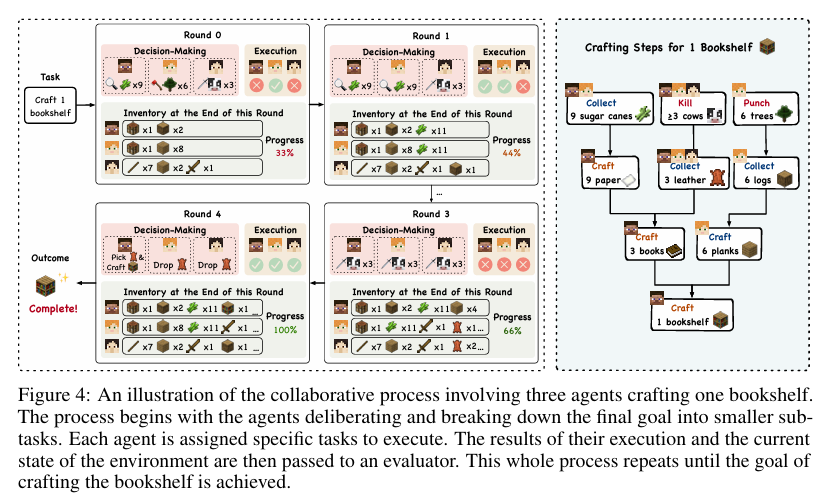 Task
Craft 1
bookshelf
Round 0
Decision-Making
Execution
x9
x6
x3
Inventory at the End of this Round
x1 x2
x1 x8
x7 x2 x1
Progress
33%
Round 1
Decision-Making
Execution
x9
x9
x3
Inventory at the End of this Round
x1 x2 x11
x1 x8 x11
x7 x2 x1 x1
Progress
44%
...
Round 3
Decision-Making
Execution
x3
x3
x3
Inventory at the End of this Round
x1 x2 x11 x4
x1 x11 x1 x1...
x7 x2 x1 x2...
Progress
66%
Round 4
Decision-Making
Execution
Pick &
Craft
Drop
Drop
Inventory at the End of this Round
x1 x2 x11 x1 ...
x1 x8 x11 x1...
x7 x2 x1 x1 ...
Progress
100%
Outcome
Complete!
Crafting Steps for 1 Bookshelf
Collect
9 sugar canes
Kill
≥3 cows
Punch
6 trees
Craft
9 paper
Collect
3 leather
Collect
6 logs
Craft
3 books
Craft
6 planks
Craft
1 bookshelf
Figure 4: An illustration of the collaborative process involving three agents crafting one bookshelf.
The process begins with the agents deliberating and breaking down the final goal into smaller sub-
tasks. Each agent is assigned specific tasks to execute. The results of their execution and the current
state of the environment are then passed to an evaluator. This whole process repeats until the goal of
crafting the bookshelf is achieved.